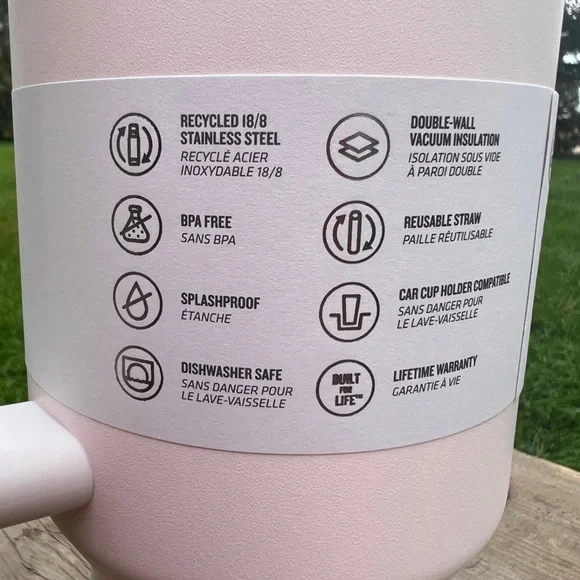 RECYCLED 18/8
STAINLESS STEEL
RECYCLÉ ACIER
INOXYDABLE 18/8
BPA FREE
SANS BPA
SPLASHPROOF
ÉTANCHE
DISHWASHER SAFE
SANS DANGER POUR
LE LAVE-VAISSELLE
DOUBLE-WALL
VACUUM INSULATION
ISOLATION SOUS VIDE
À PAROI DOUBLE
REUSABLE STRAW
PAILLE RÉUTILISABLE
CAR CUP HOLDER COMPATIBLE
SANS DANGER POUR
LE LAVE-VAISSELLE
BUILT
FOR
LIFE™
LIFETIME WARRANTY
GARANTIE À VIE